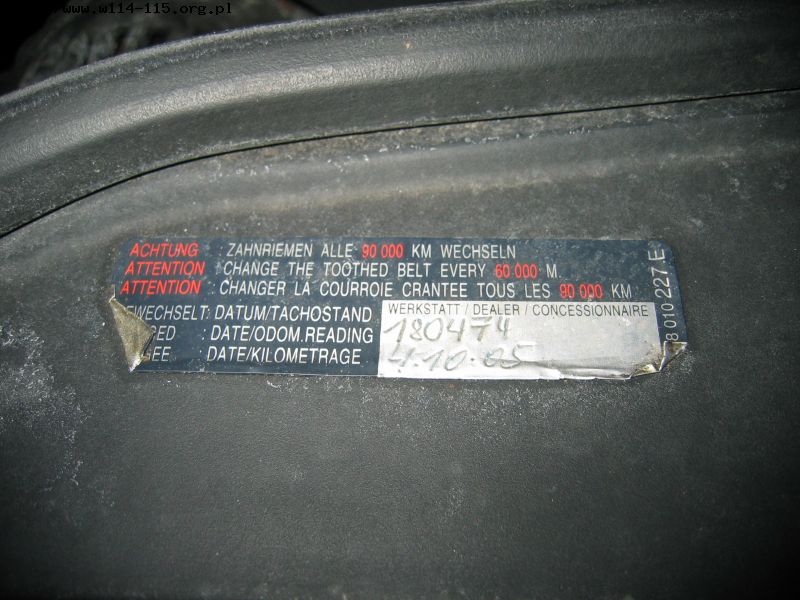 www.w114-115.org.pl
ACHTUNG : ZAHNRIEMEN ALLE 90 000 KM WECHSELN
ATTENTION : CHANGE THE TOOTHED BELT EVERY 60 000 M.
ATTENTION : CHANGER LA COURROIE CRANTEE TOUS LES 90 000 KM
EWECHSELT: DATUM/TACHOSTAND
GED : DATE/ODOM.READING
GEE : DATE/KILOMETRAGE
WERKSTATT / DEALER / CONCESSIONNAIRE
180474
4.10.05
8 010 227 E